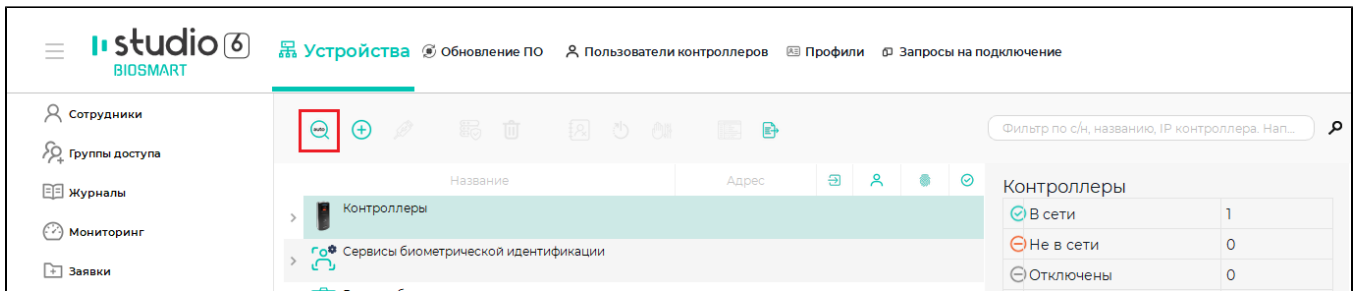 studio 6
BIOSMART
Устройства Обновление ПО Пользователи контроллеров Профили Запросы на подключение
Сотрудники
Группы доступа
Журналы
Мониторинг
Заявки
auto
Фильтр по с/н, названию, IP контроллера. Нап...
Название Адрес
Контроллеры
Сервисы биометрической идентификации
Контроллеры
В сети 1
Не в сети 0
Отключены 0